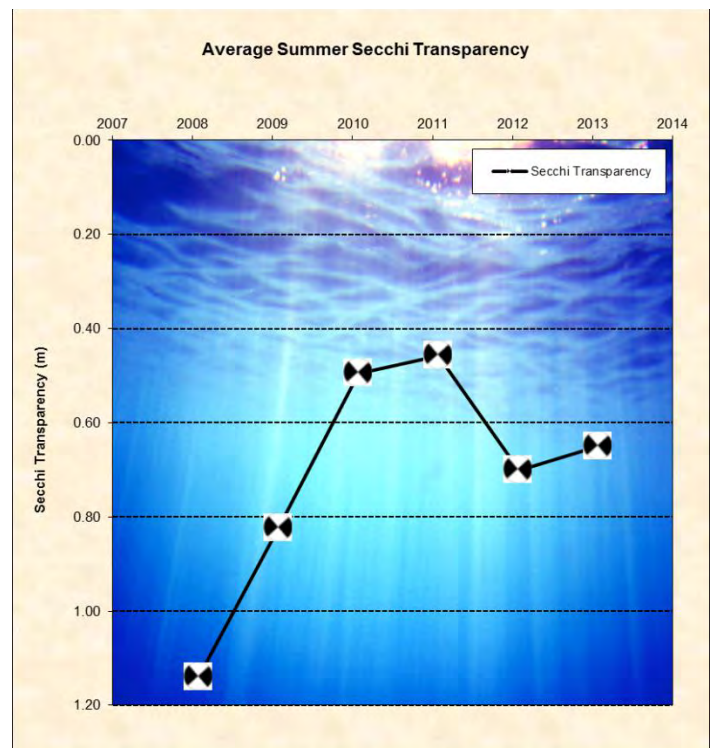 Average Summer Secchi Transparency
2007 2008 2009 2010 2011 2012 2013 2014
Secchi Transparency
0.00
0.20
0.40
0.60
0.80
1.00
1.20
Secchi Transparency (m)